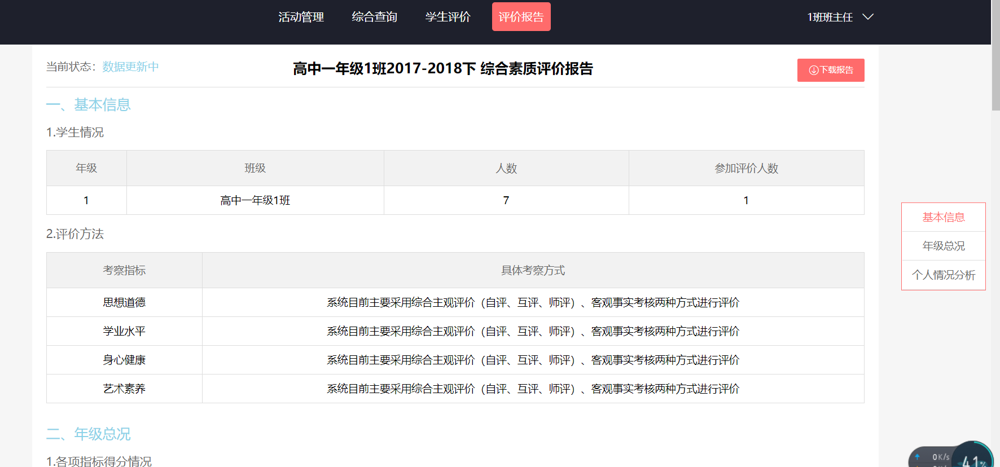 活动管理 综合查询 学生评价 评价报告 1班班主任
当前状态：数据更新中
高中一年级1班2017-2018下 综合素质评价报告
下载报告
一、基本信息
1.学生情况
年级 班级 人数 参加评价人数
1 高中一年级1班 7 1
2.评价方法
考察指标 具体考察方式
思想道德 系统目前主要采用综合主观评价（自评、互评、师评）、客观事实考核两种方式进行评价
学业水平 系统目前主要采用综合主观评价（自评、互评、师评）、客观事实考核两种方式进行评价
身心健康 系统目前主要采用综合主观评价（自评、互评、师评）、客观事实考核两种方式进行评价
艺术素养 系统目前主要采用综合主观评价（自评、互评、师评）、客观事实考核两种方式进行评价
二、年级总况
1.各项指标得分情况
基本信息
年级总况
个人情况分析
0K/s
41%